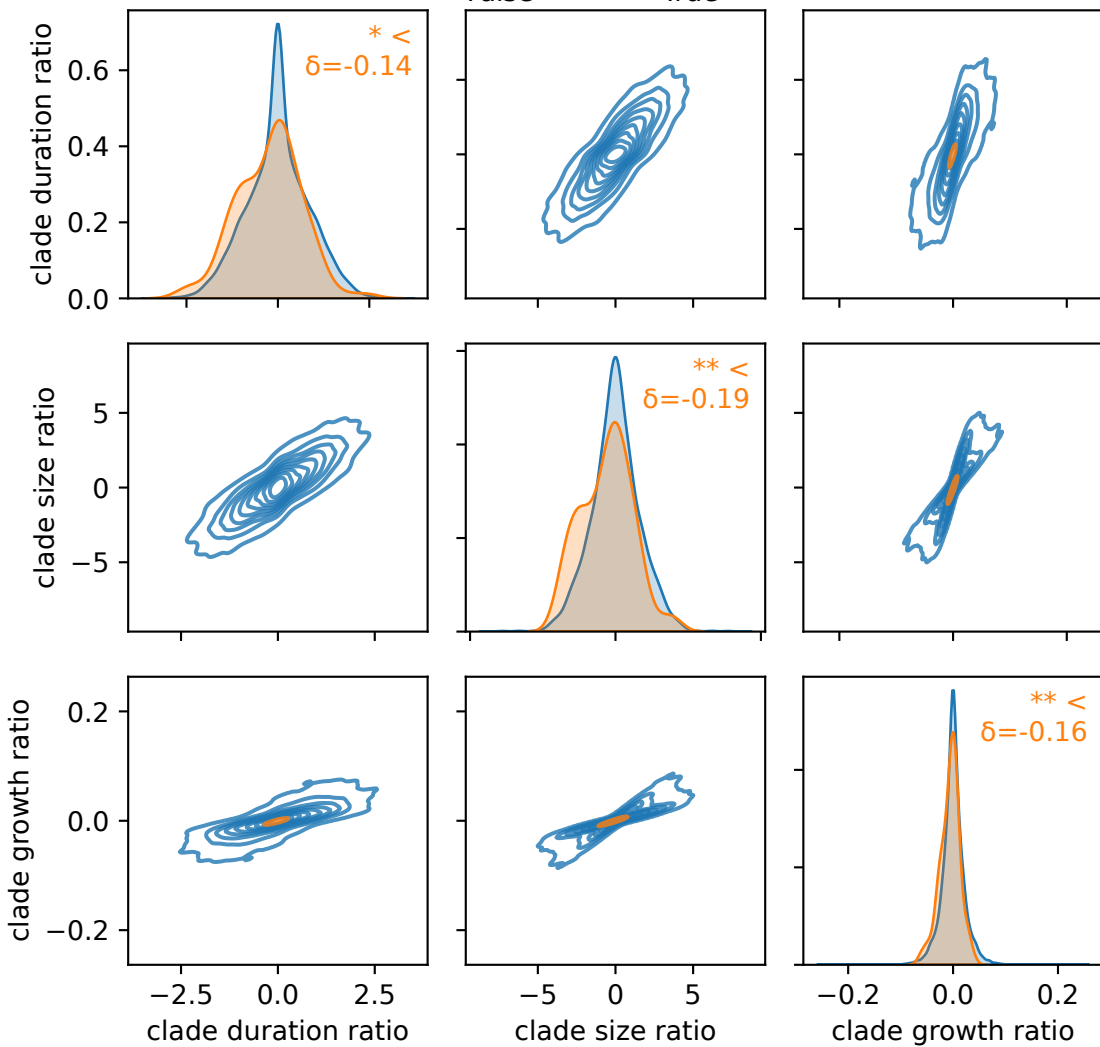 clade duration ratio
0.6
0.4
0.2
0.0
* <
δ=-0.14
clade size ratio
5
0
−5
** <
δ=-0.19
clade growth ratio
0.2
0.0
−0.2
** <
δ=-0.16
−2.5 0.0 2.5
−5 0 5
−0.2 0.0 0.2
clade duration ratio
clade size ratio
clade growth ratio